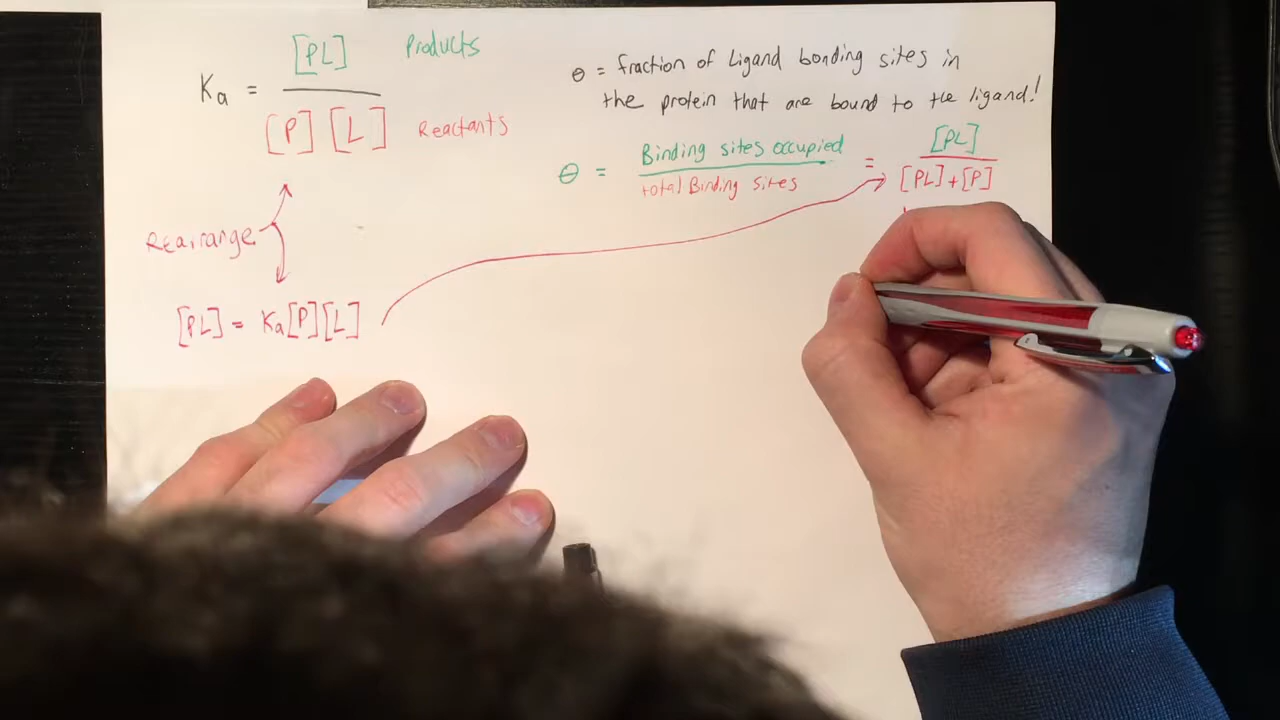 Ka = [PL] / [P][L]
Products
Reactants
Rearrange
[PL] = Ka[P][L]
θ = fraction of Ligand bonding sites in
the protein that are bound to the ligand!
θ = Binding sites occupied / total Binding Sites = [PL] / [PL]+[P]